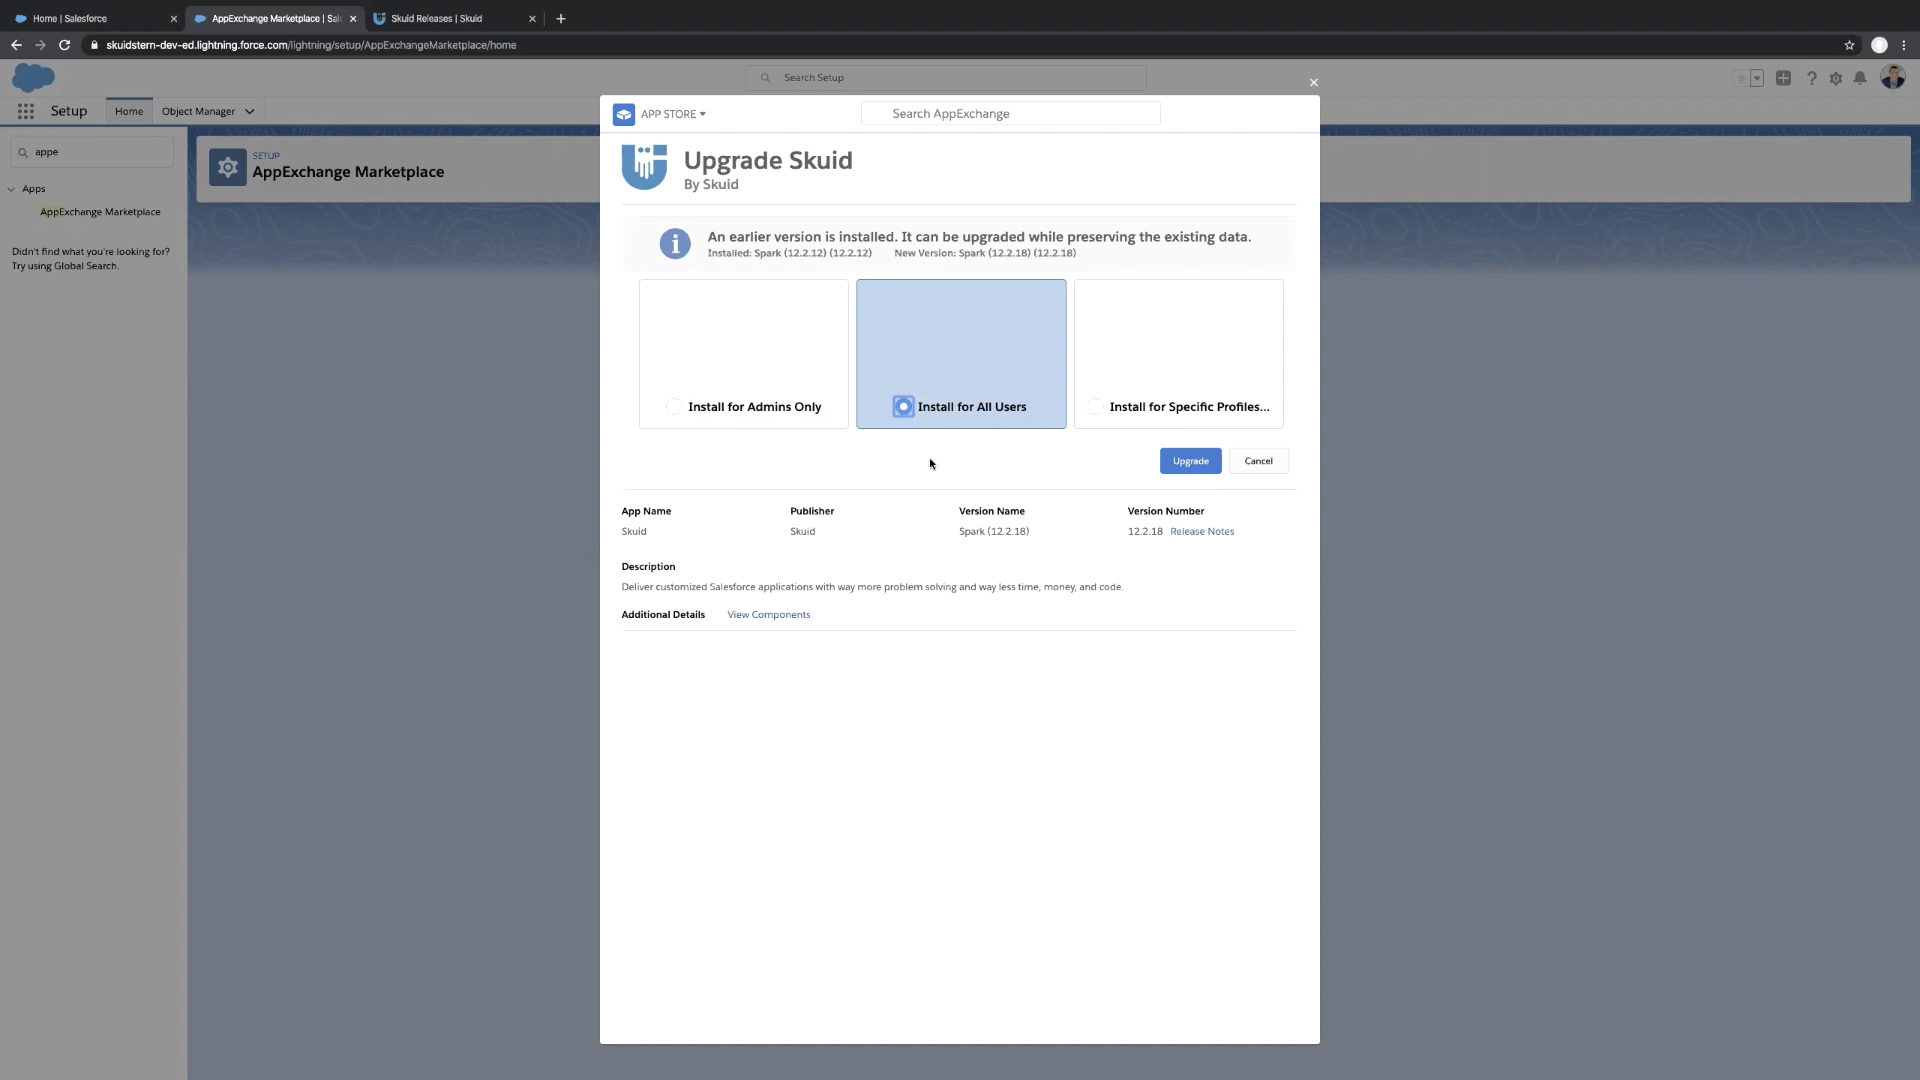 Home | Salesforce
AppExchange Marketplace | Sal
Skuid Releases | Skuid
skuidstern-dev-ed.lightning.force.com/lightning/setup/AppExchangeMarketplace/home
Search Setup
Setup
Home
Object Manager
appe
Apps
AppExchange Marketplace
Didn't find what you're looking for?
Try using Global Search.
SETUP
AppExchange Marketplace
APP STORE
Search AppExchange
Upgrade Skuid
By Skuid
An earlier version is installed. It can be upgraded while preserving the existing data.
Installed: Spark (12.2.12) (12.2.12) New Version: Spark (12.2.18) (12.2.18)
Install for Admins Only
Install for All Users
Install for Specific Profiles...
Upgrade
Cancel
App Name Publisher Version Name Version Number
Skuid Skuid Spark (12.2.18) 12.2.18 Release Notes
Description
Deliver customized Salesforce applications with way more problem solving and way less time, money, and code.
Additional Details View Components